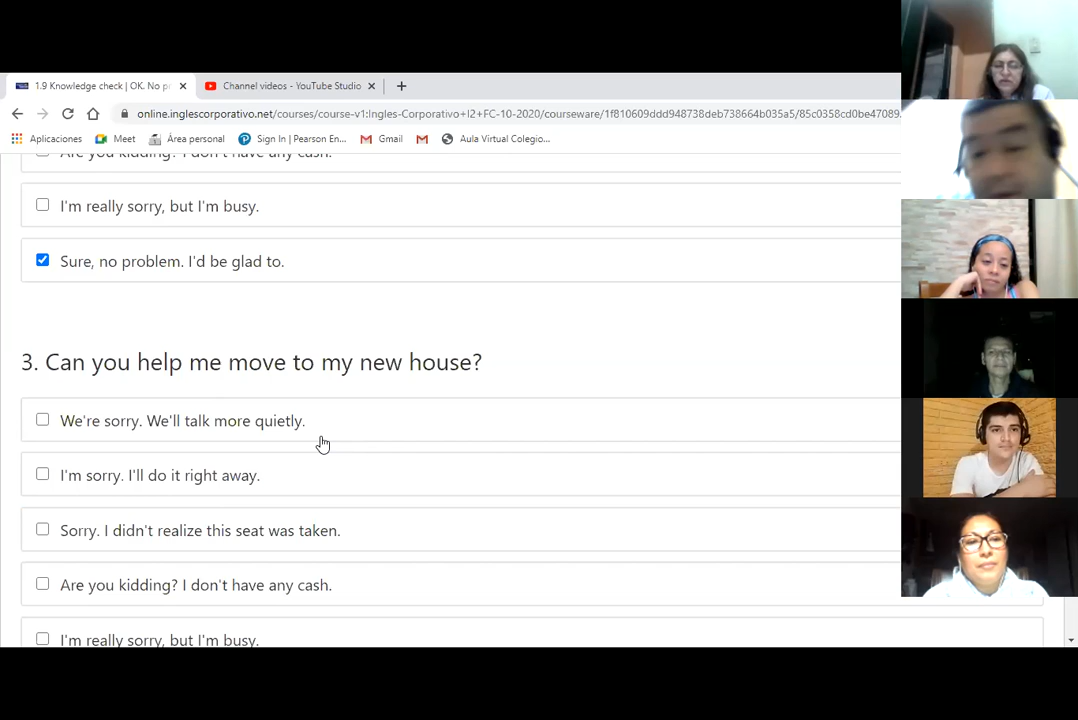 1.9 Knowledge check | OK. No pr
Channel videos - YouTube Studio
online.inglescorporativo.net/courses/course-v1:Ingles-Corporativo+I2+FC-10-2020/courseware/1f810609ddd948738deb738664b035a5/85c0358cd0be47089.
Aplicaciones
Meet
Área personal
Sign In | Pearson En...
Gmail
Aula Virtual Colegio...
Are you kidding? I don't have any cash.
I'm really sorry, but I'm busy.
Sure, no problem. I'd be glad to.
3. Can you help me move to my new house?
We're sorry. We'll talk more quietly.
I'm sorry. I'll do it right away.
Sorry. I didn't realize this seat was taken.
Are you kidding? I don't have any cash.
I'm really sorry, but I'm busy.